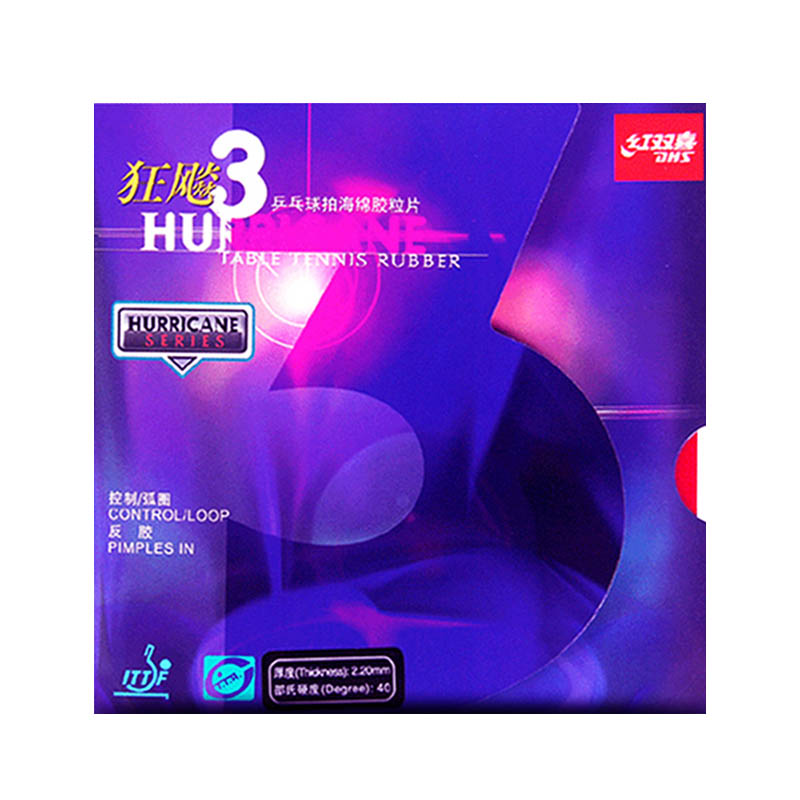 红双喜
DHS
狂飚3
乒乓球拍海绵胶粒片
HURRICANE
TABLE TENNIS RUBBER
HURRICANE
SERIES
控制/弧圈
CONTROL/LOOP
反 胶
PIMPLES IN
ITTF
厚度(Thickness): 2.20mm
邵氏硬度(Degree): 40